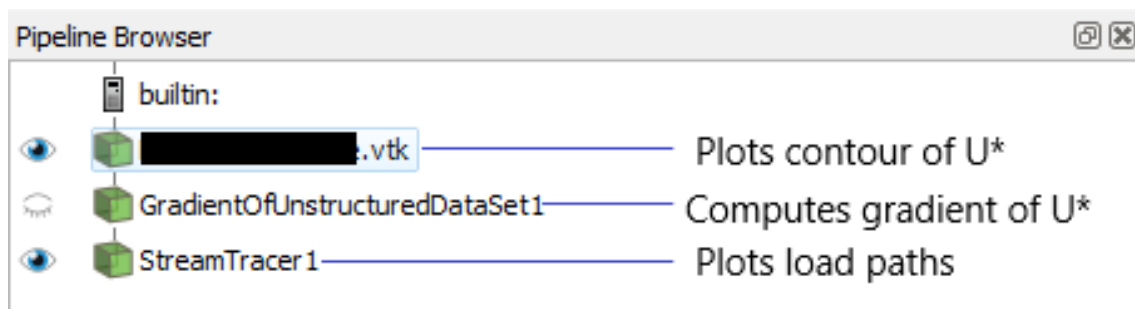 Pipeline Browser
builtin:
.vtk Plots contour of U*
GradientOfUnstructuredDataSet1 Computes gradient of U*
StreamTracer1 Plots load paths